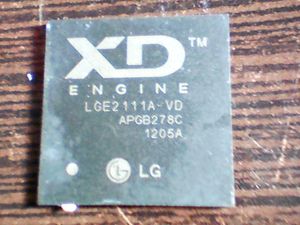 XD™
ENGINE
LGE2111A-VD
APGB278C
1205A
LG